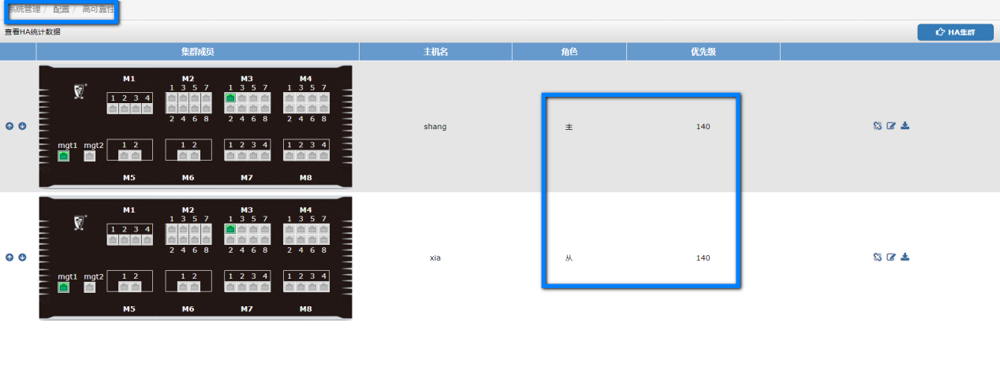 系统管理 / 配置 / 高可靠性
查看HA统计数据
HA集群
集群成员 主机名 角色 优先级
M1 M2 M3 M4
1 3 5 7 1 3 5 7 1 3 5 7
1 2 3 4
2 4 6 8 2 4 6 8 2 4 6 8
shang 主 140
mgt1 mgt2 1 2 1 2 1 2 3 4 1 2 3 4
M5 M6 M7 M8
M1 M2 M3 M4
1 3 5 7 1 3 5 7 1 3 5 7
1 2 3 4
2 4 6 8 2 4 6 8 2 4 6 8
xia 从 140
mgt1 mgt2 1 2 1 2 1 2 3 4 1 2 3 4
M5 M6 M7 M8